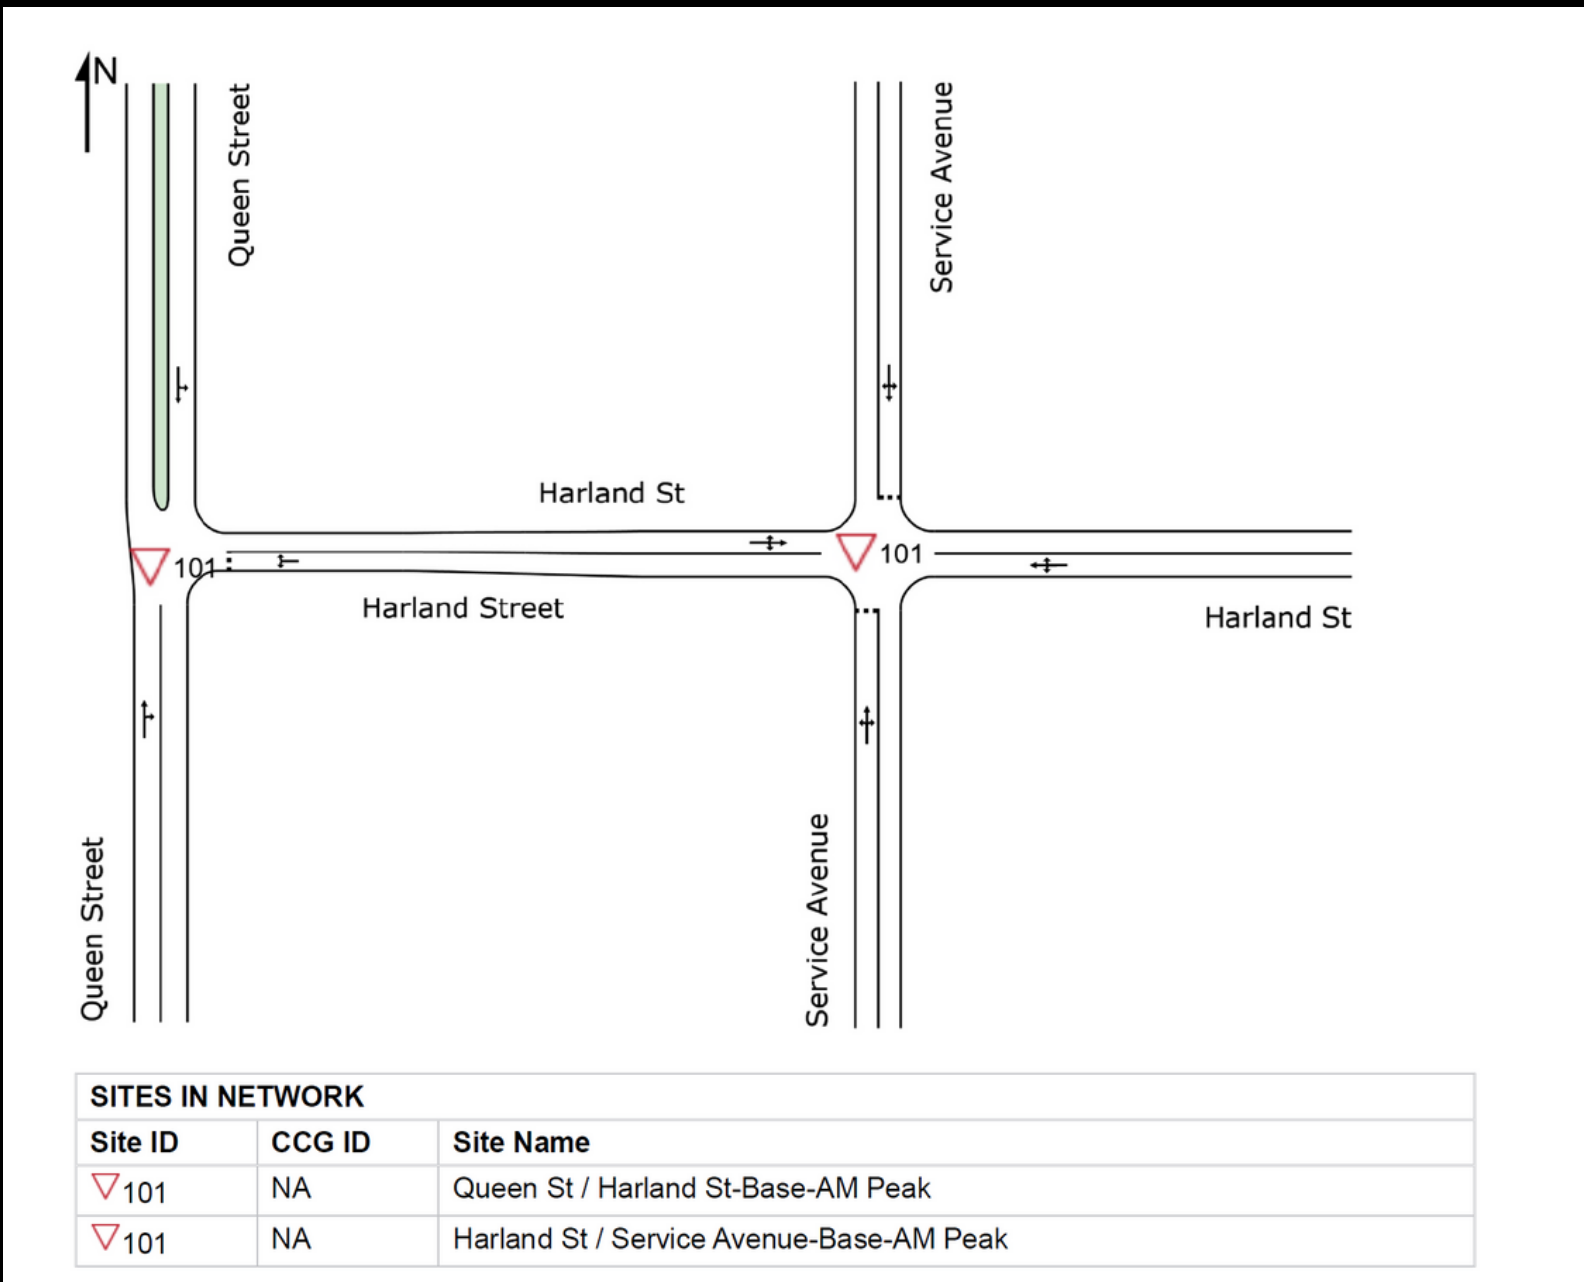 N
Queen Street
Service Avenue
Harland St
101
101
Harland Street
Harland St
Queen Street
Service Avenue
SITES IN NETWORK
Site ID CCG ID Site Name
101 NA Queen St / Harland St-Base-AM Peak
101 NA Harland St / Service Avenue-Base-AM Peak